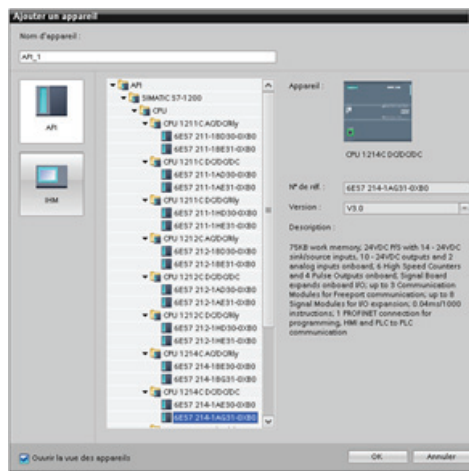 Ajouter un appareil
Nom d'appareil :
API_1
API
IHM
API
SIMATIC S7-1200
CPU
CPU 1211C AC/DC/Rly
6ES7 211-1BD30-0XB0
6ES7 211-1BE31-0XB0
CPU 1211C DC/DC/DC
6ES7 211-1AD30-0XB0
6ES7 211-1AE31-0XB0
CPU 1211C DC/DC/Rly
6ES7 211-1HD30-0XB0
6ES7 211-1HE31-0XB0
CPU 1212C AC/DC/Rly
6ES7 212-1BD30-0XB0
6ES7 212-1BE31-0XB0
CPU 1212C DC/DC/DC
6ES7 212-1AD30-0XB0
6ES7 212-1AE31-0XB0
CPU 1212C DC/DC/Rly
6ES7 212-1HD30-0XB0
6ES7 212-1HE31-0XB0
CPU 1214C AC/DC/Rly
6ES7 214-1BE30-0XB0
6ES7 214-1BG31-0XB0
CPU 1214C DC/DC/DC
6ES7 214-1AE30-0XB0
6ES7 214-1AG31-0XB0
Appareil :
CPU 1214C DC/DC/DC
N° de réf. : 6ES7 214-1AG31-0XB0
Version : V3.0
Description :
75KB work memory; 24VDC P/S with 14 - 24VDC
sink/source inputs, 10 - 24VDC outputs and 2
analog inputs onboard; 6 High Speed Counters
and 4 Pulse Outputs onboard; Signal Board
expands onboard I/O; up to 3 Communication
Modules for Freeport communication; up to 8
Signal Modules for I/O expansion; 0.04ms/1000
instructions; 1 PROFINET connection for
programming, HMI and PLC to PLC
communication
Ouvrir la vue des appareils
OK
Annuler